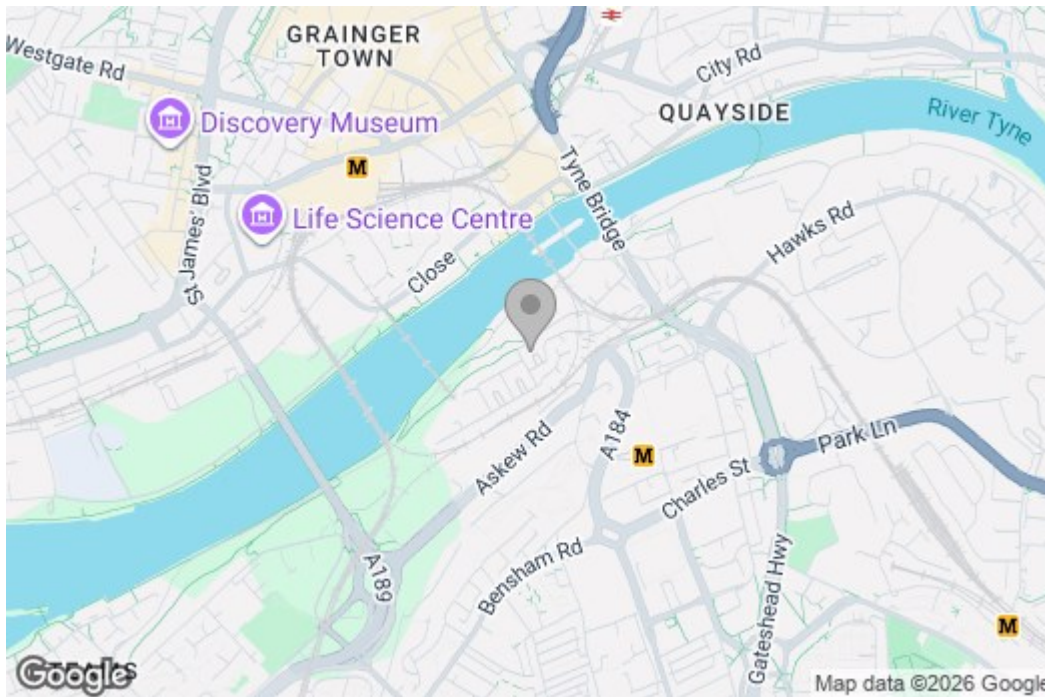 GRAINGER
TOWN
Westgate Rd
City Rd
QUAYSIDE
River Tyne
Discovery Museum
M
Tyne Bridge
St James' Blvd
Life Science Centre
Hawks Rd
Close
A184
Park Ln
Askew Rd
M
Charles St
Bensham Rd
A189
Gateshead Hwy
M
Google
Map data ©2026 Google